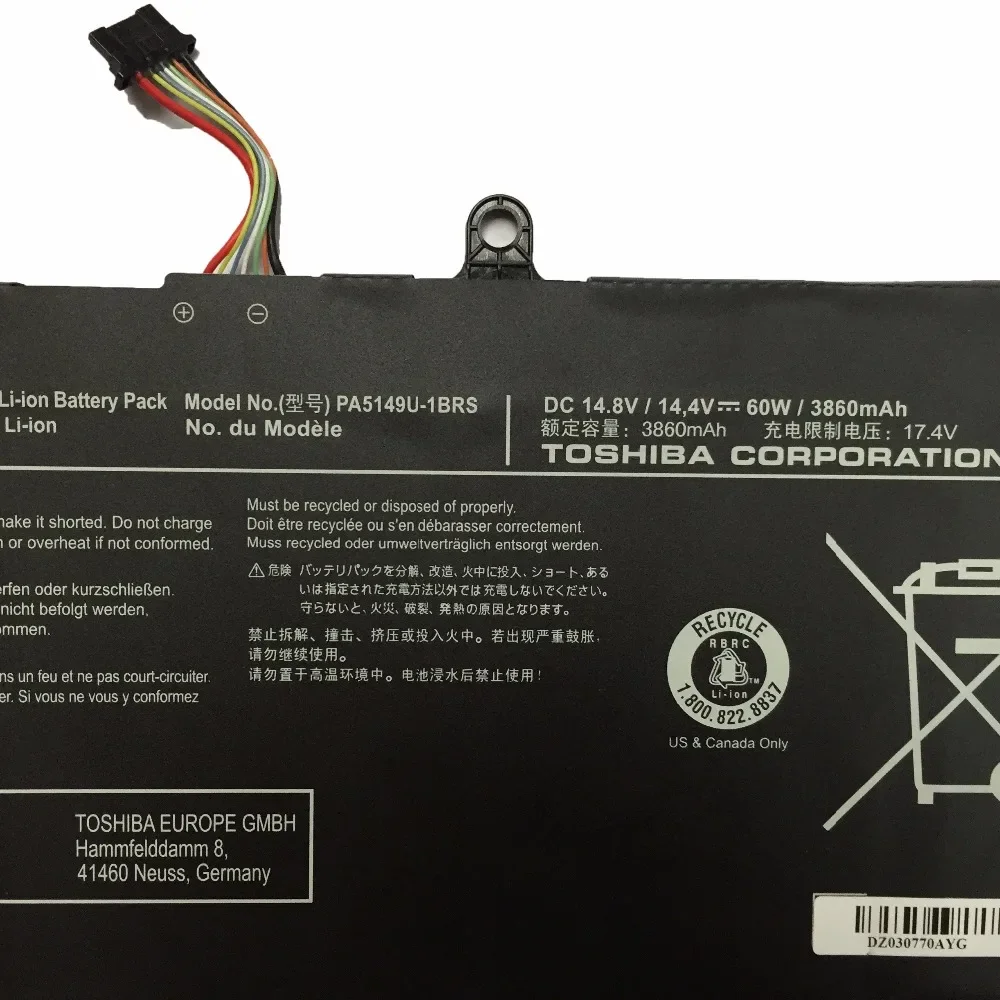 Li-ion Battery Pack
Li-ion
Model No.(型号) PA5149U-1BRS
No. du Modèle
DC 14.8V / 14,4V⎓ 60W / 3860mAh
额定容量: 3860mAh 充电限制电压: 17.4V
TOSHIBA CORPORATION
make it shorted. Do not charge
or overheat if not conformed.
erfen oder kurzschließen.
nicht befolgt werden,
ommen.
ns un feu et ne pas court-circuiter.
er. Si vous ne vous y conformez
Must be recycled or disposed of properly.
Doit être recyclée ou s'en débarasser correctement.
Muss recycled oder umweltverträglich entsorgt werden.
⚠危険 バッテリパックを分解、改造、火中に投入、ショート、ある
いは指定された充電方法以外では充電しないでください。
守らないと、火災、破裂、発熱の原因となります。
禁止拆解、撞击、挤压或投入火中。若出现严重鼓胀,
请勿继续使用。
请勿置于高温环境中。电池浸水后禁止使用!
RECYCLE
RBRC
TM
Li-ion
1.800.822.8837
US & Canada Only
TOSHIBA EUROPE GMBH
Hammfelddamm 8,
41460 Neuss, Germany
DZ030770AYG